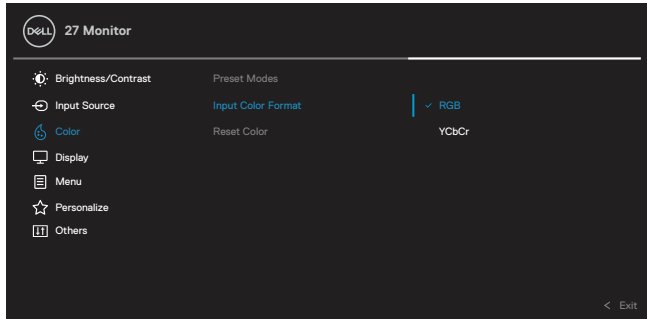 DELL 27 Monitor
Brightness/Contrast Preset Modes
Input Source Input Color Format RGB
Color Reset Color YCbCr
Display
Menu
Personalize
Others
< Exit